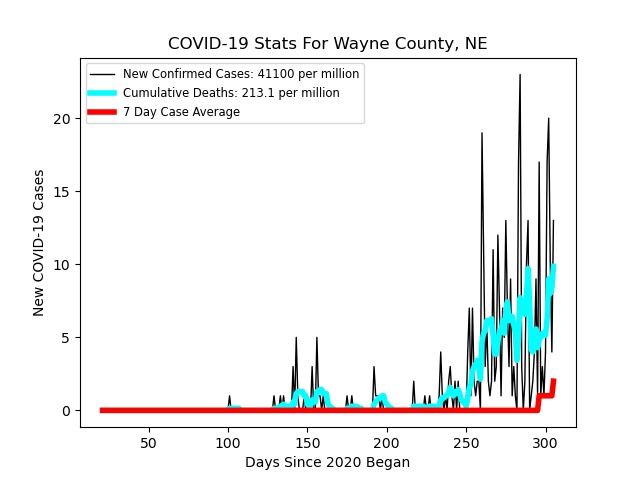 COVID-19 Stats For Wayne County, NE
New Confirmed Cases: 41100 per million
Cumulative Deaths: 213.1 per million
7 Day Case Average
New COVID-19 Cases
20
15
10
5
0
50 100 150 200 250 300
Days Since 2020 Began